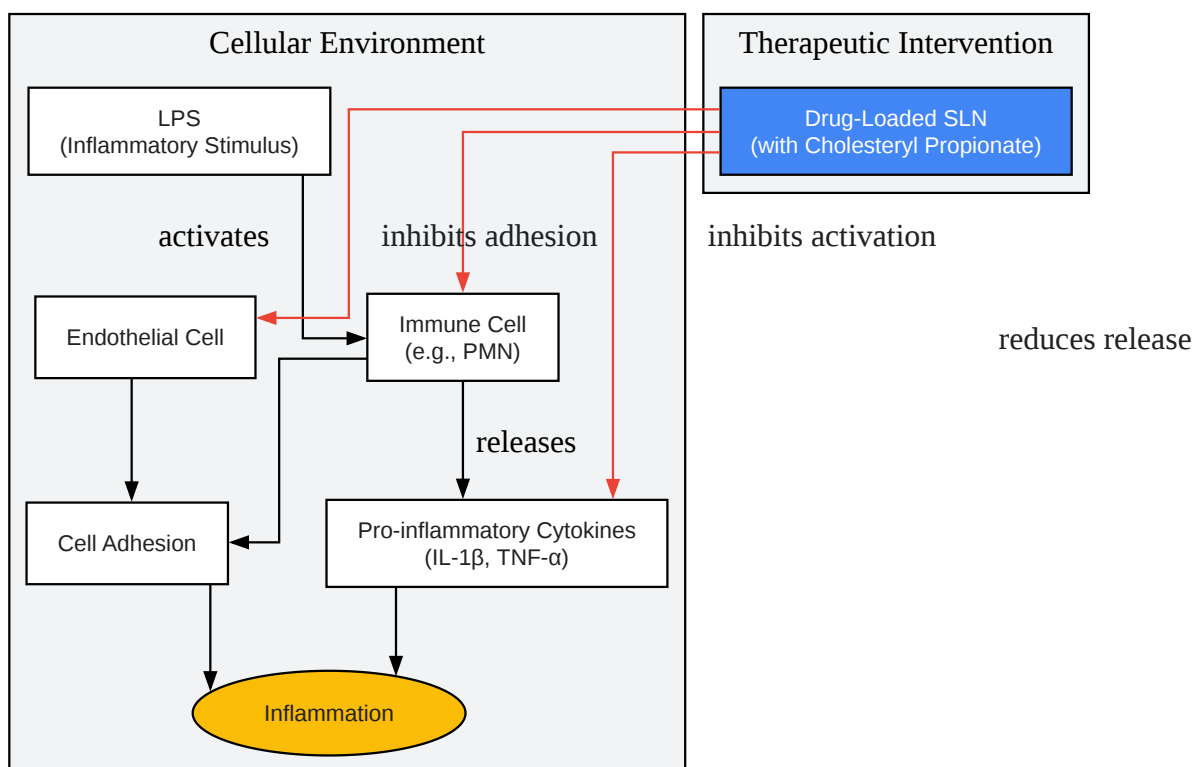 Cellular Environment
Therapeutic Intervention
LPS
(Inflammatory Stimulus)
Drug-Loaded SLN
(with Cholesteryl Propionate)
activates
inhibits adhesion
inhibits activation
Endothelial Cell
Immune Cell
(e.g., PMN)
reduces release
releases
Cell Adhesion
Pro-inflammatory Cytokines
(IL-1β, TNF-α)
Inflammation